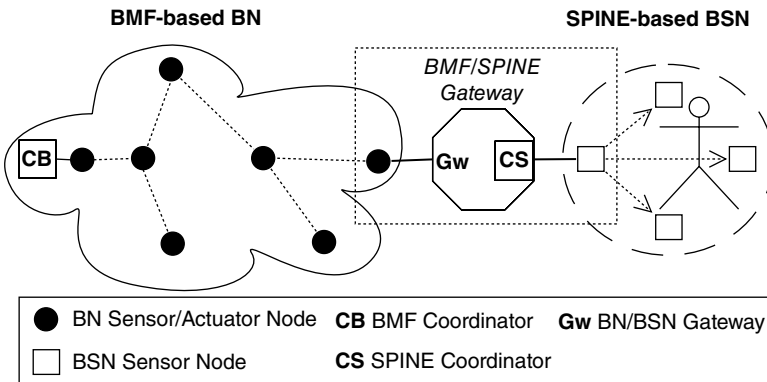 BMF-based BN
SPINE-based BSN
BMF/SPINE
Gateway
CB
Gw
CS
BN Sensor/Actuator Node
CB BMF Coordinator
Gw BN/BSN Gateway
BSN Sensor Node
CS SPINE Coordinator